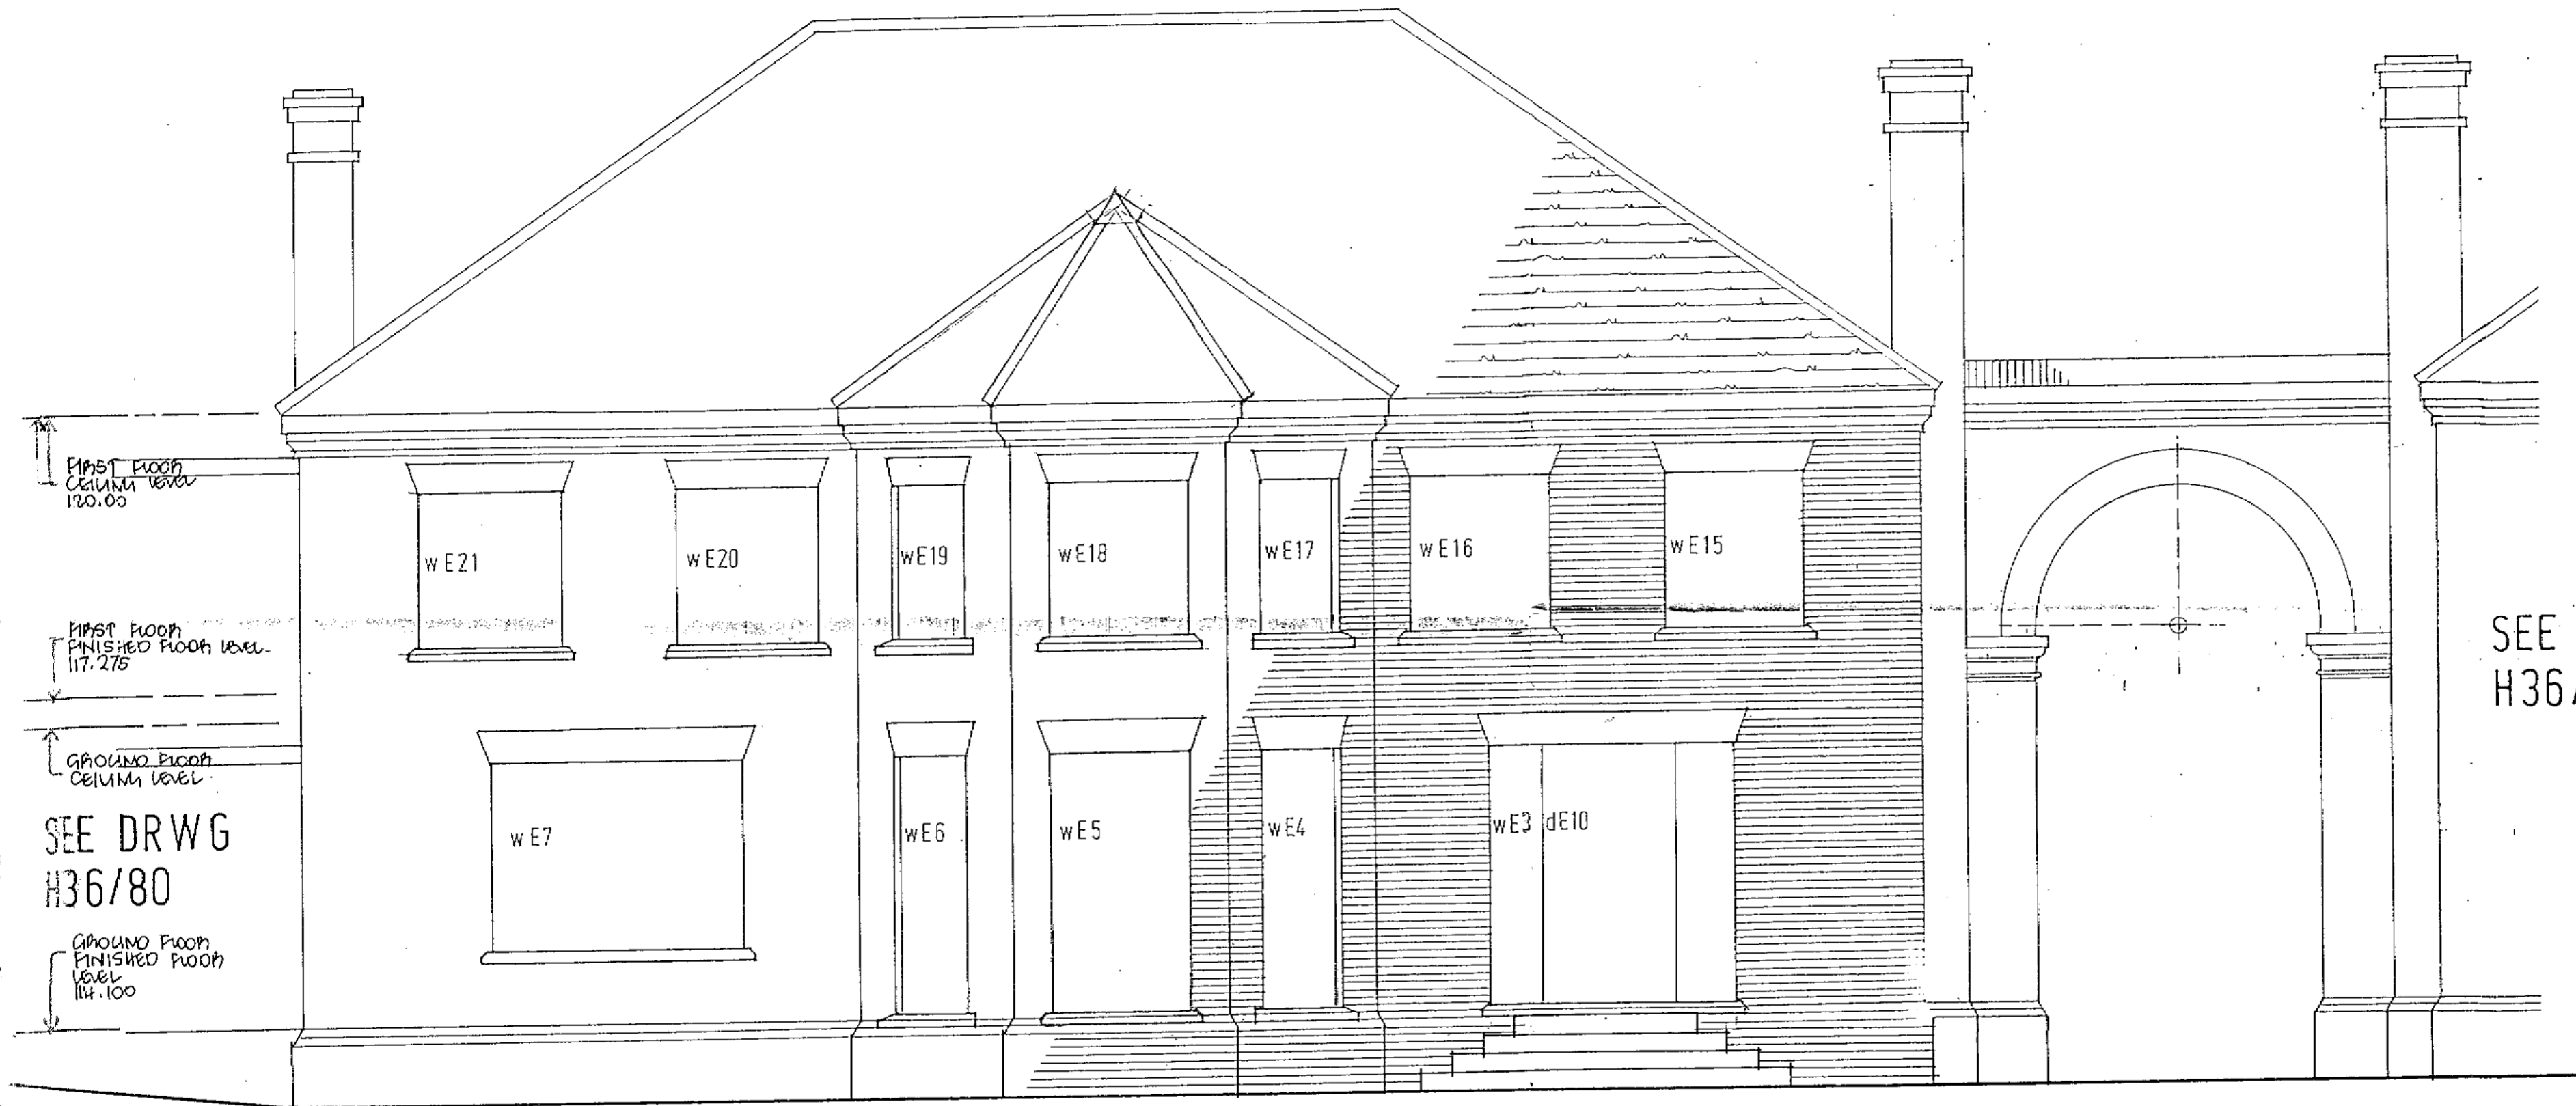 FIRST FLOOR
CEILING LEVEL
120.00
wE21
wE20
wE19
wE18
wE17
wE16
wE15
FIRST FLOOR
FINISHED FLOOR LEVEL.
117.275
SEE
H36/
GROUND FLOOR
CEILING LEVEL
SEE DRWG
H36/80
wE7
wE6
wE5
wE4
wE3 dE10
GROUND FLOOR
FINISHED FLOOR
LEVEL
114.100